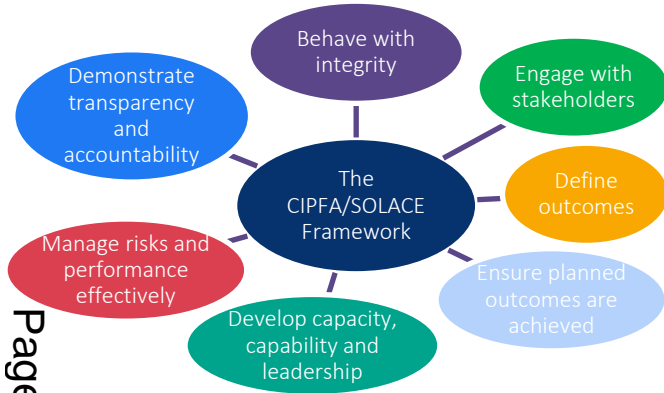 Behave with
integrity
Engage with
stakeholders
Define
outcomes
Ensure planned
outcomes are
achieved
Develop capacity,
capability and
leadership
Manage risks and
performance
effectively
Demonstrate
transparency
and
accountability
The
CIPFA/SOLACE
Framework
Page